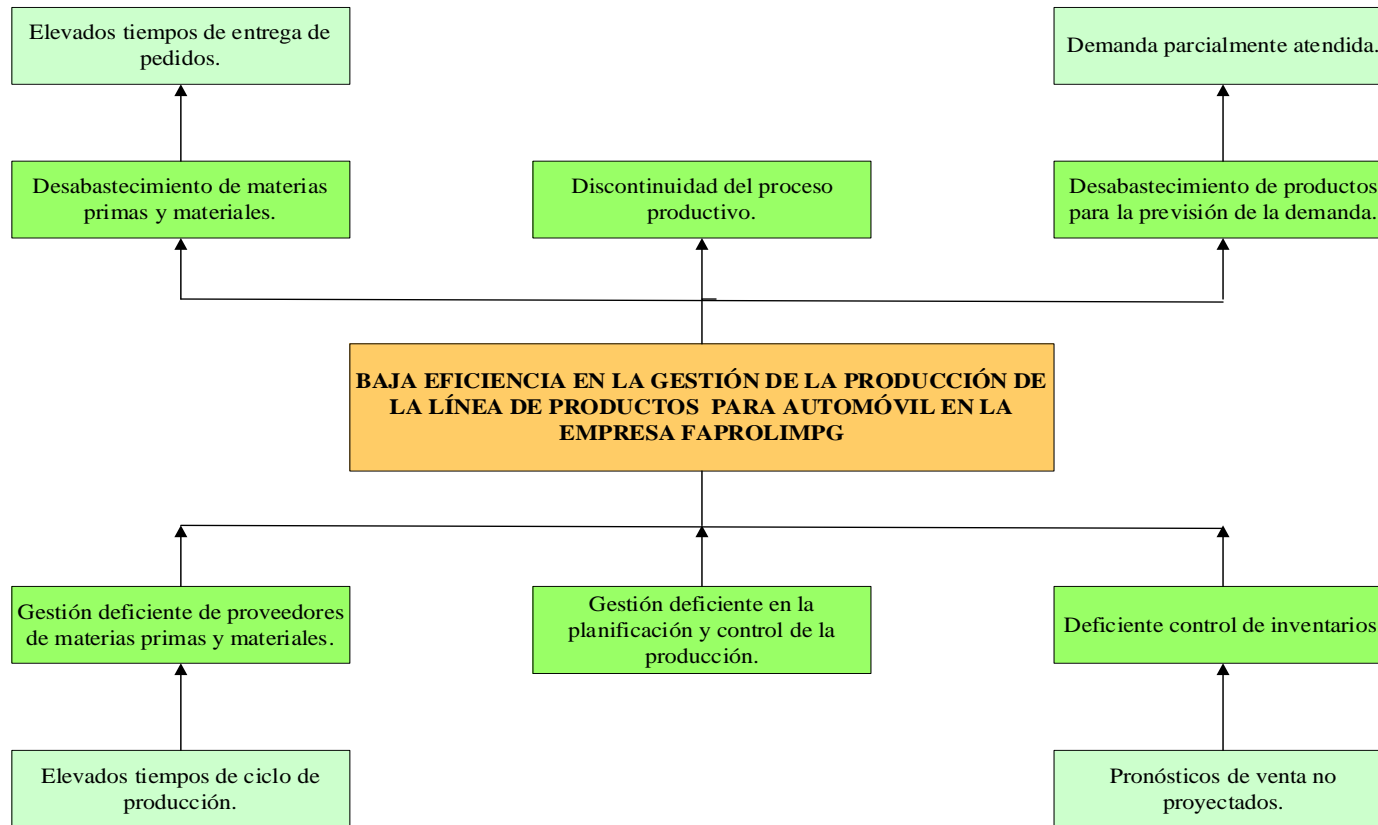 Elevados tiempos de entrega de
pedidos.
Demanda parcialmente atendida.
Desabastecimiento de materias
primas y materiales.
Discontinuidad del proceso
productivo.
Desabastecimiento de productos
para la previsión de la demanda.
BAJA EFICIENCIA EN LA GESTIÓN DE LA PRODUCCIÓN DE
LA LÍNEA DE PRODUCTOS PARA AUTOMÓVIL EN LA
EMPRESA FAPROLIMPG
Gestión deficiente de proveedores
de materias primas y materiales.
Gestión deficiente en la
planificación y control de la
producción.
Deficiente control de inventarios
Elevados tiempos de ciclo de
producción.
Pronósticos de venta no
proyectados.